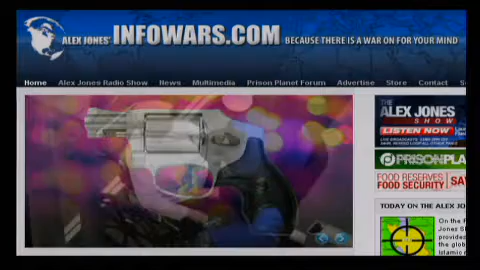 ALEX JONES' INFOWARS.COM BECAUSE THERE IS A WAR ON FOR YOUR MIND
Home Alex Jones Radio Show News Multimedia Prison Planet Forum Advertise Store Contact
THE
ALEX JONES
SHOW
LISTEN NOW
PRISONPLA
FOOD RESERVES
FOOD SECURITY SA
TODAY ON THE ALEX JO
On the F
Jones S
provides
the glob
Islamic